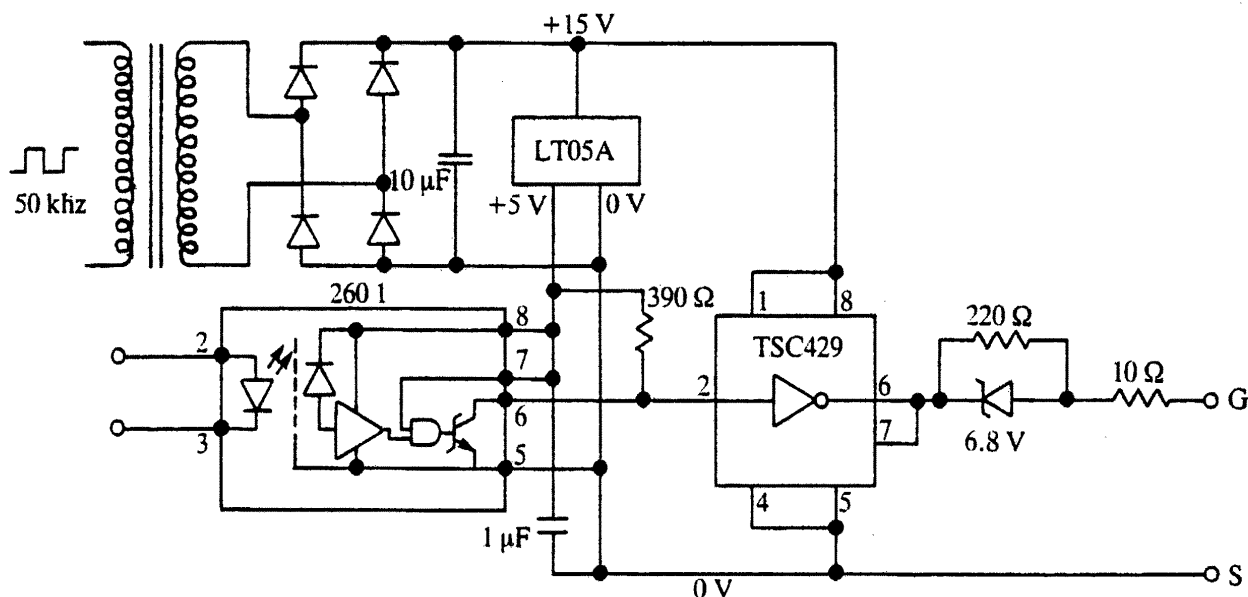 +15 V
LT05A
10 µF
+5 V
0 V
50 khz
260 1
390 Ω
8
7
6
5
2
3
1
8
TSC429
2
6
7
4
5
220 Ω
6.8 V
10 Ω
G
1 µF
0 V
S